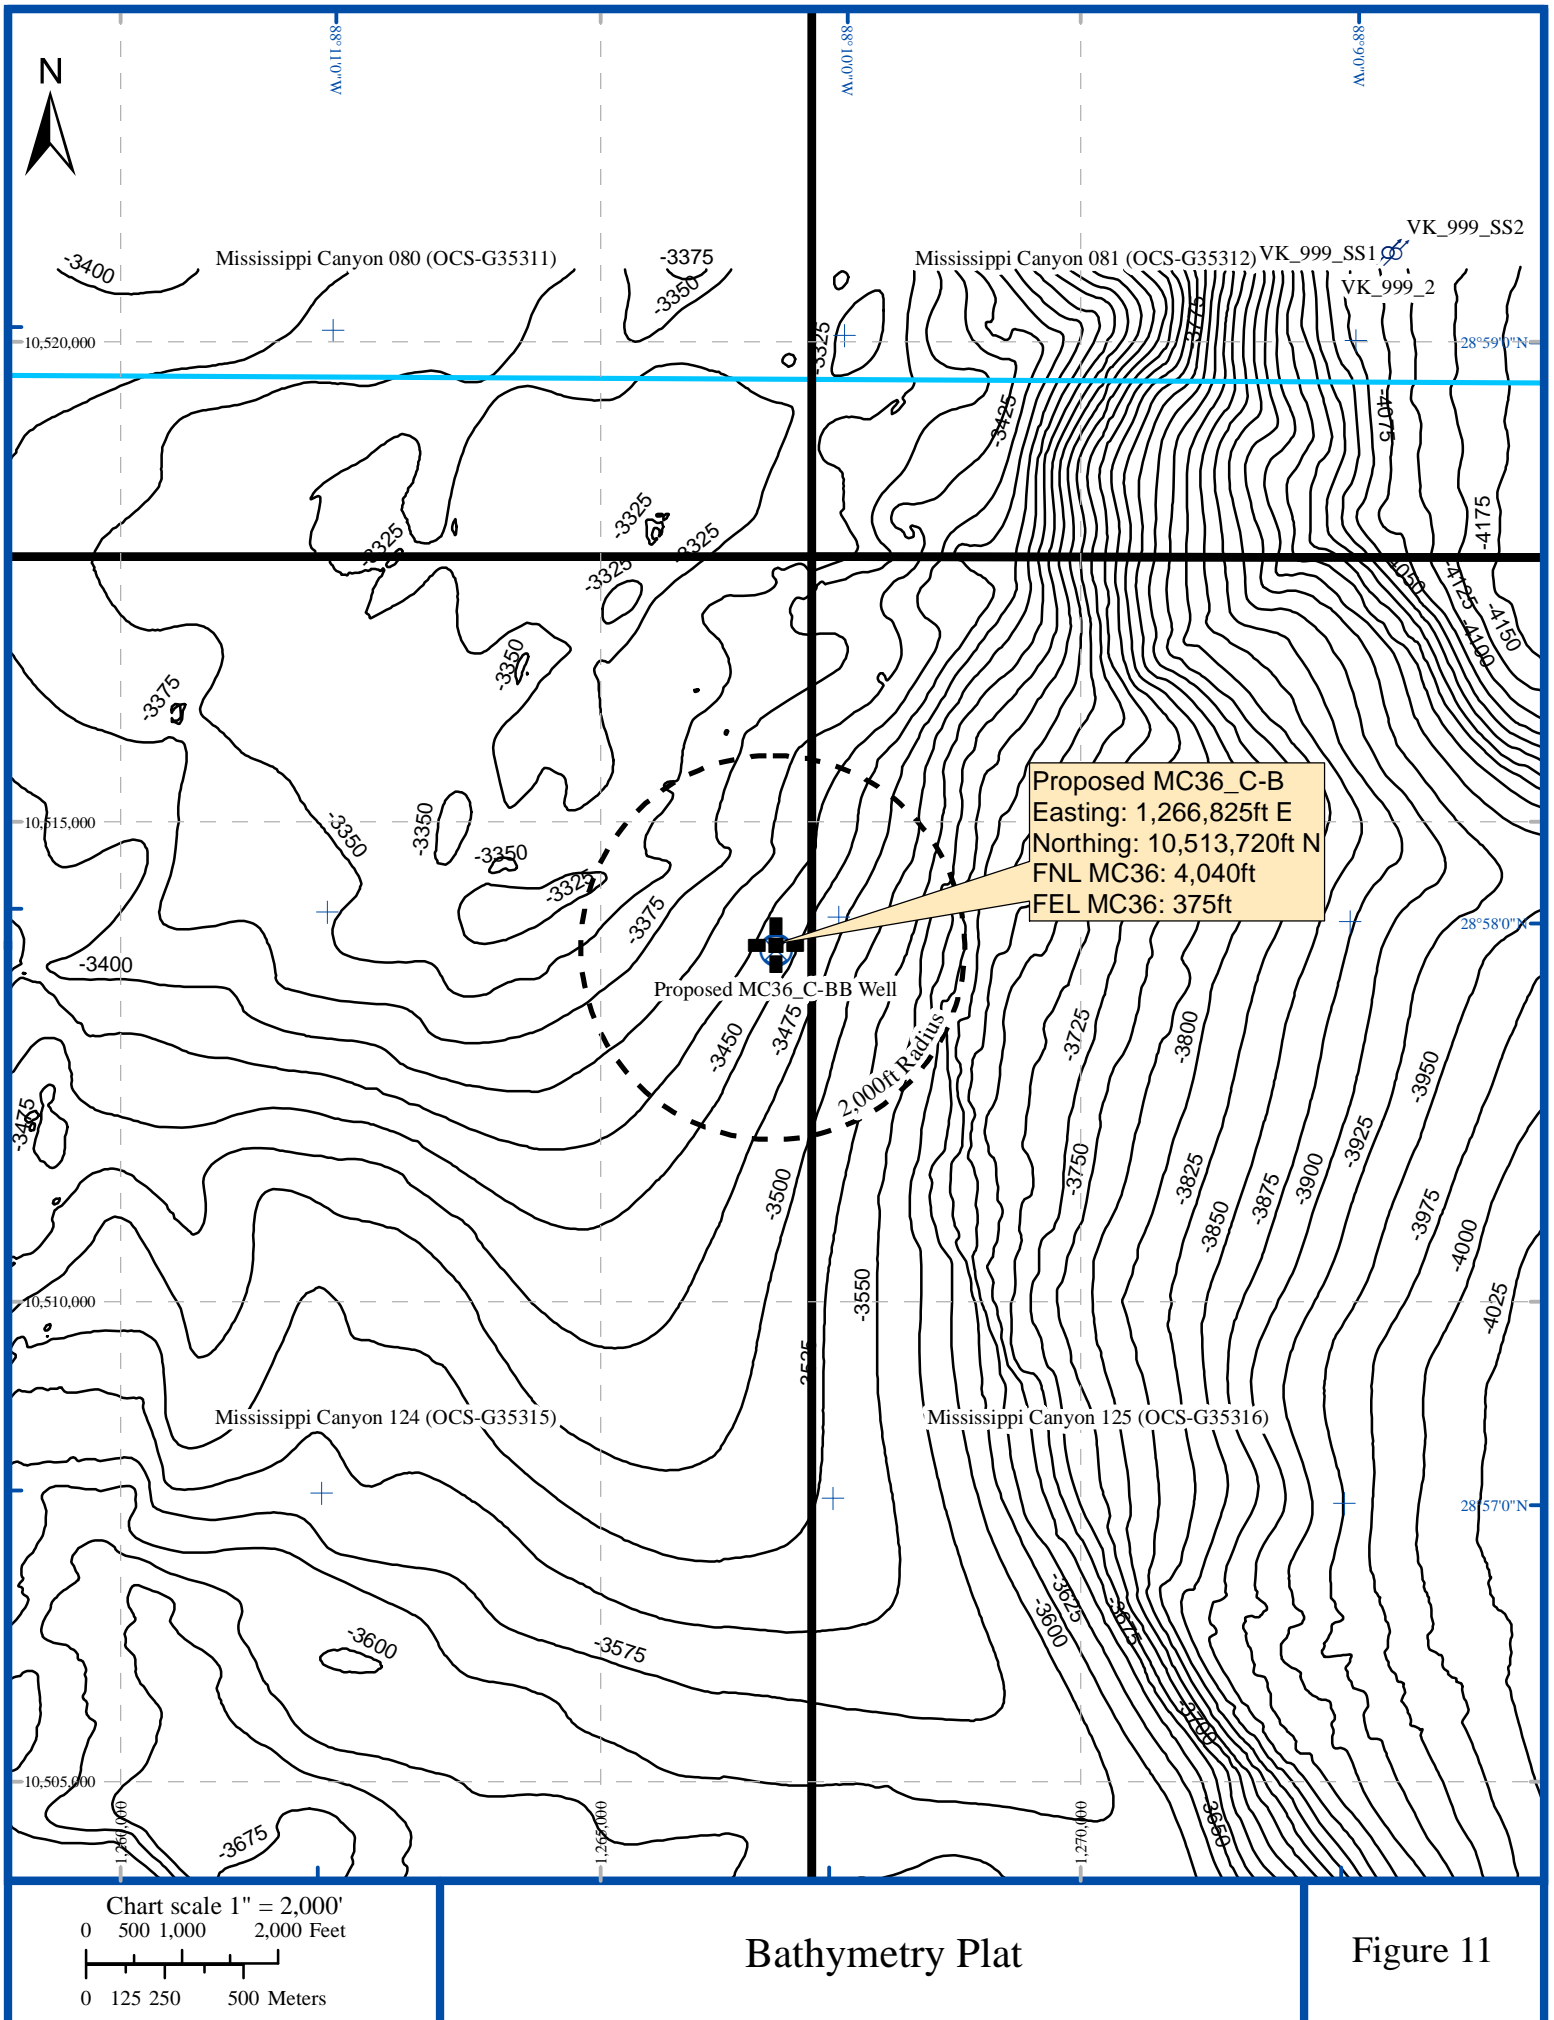 88°11'0"W
88°10'0"W
88°9'0"W
N
VK_999_SS2
Mississippi Canyon 080 (OCS-G35311)
Mississippi Canyon 081 (OCS-G35312)
VK_999_SS1
VK_999_2
-3400
-3375
-3350
-3775
-3325
10,520,000
28°59'0"N
-3425
-4075
-4175
-3325
-3325
-3325
-3325
-4050
-4125
-4150
-4100
-3350
-3375
Proposed MC36_C-B
Easting: 1,266,825ft E
Northing: 10,513,720ft N
FNL MC36: 4,040ft
FEL MC36: 375ft
10,515,000
-3350
-3350
-3350
-3325
-3375
28°58'0"N
-3400
Proposed MC36_C-BB Well
-3450
-3475
2,000ft Radius
-3725
-3800
-3950
-3475
-3925
-3750
-3825
-3900
-3875
-3850
-3975
-4000
-3500
-3550
-4025
10,510,000
-3525
Mississippi Canyon 124 (OCS-G35315)
Mississippi Canyon 125 (OCS-G35316)
28°57'0"N
-3625
-3600
-3675
-3600
-3575
-3700
10,505,000
-3650
-3675
1,260,000
1,265,000
1,270,000
Chart scale 1" = 2,000'
0 500 1,000 2,000 Feet
0 125 250 500 Meters
Bathymetry Plat
Figure 11